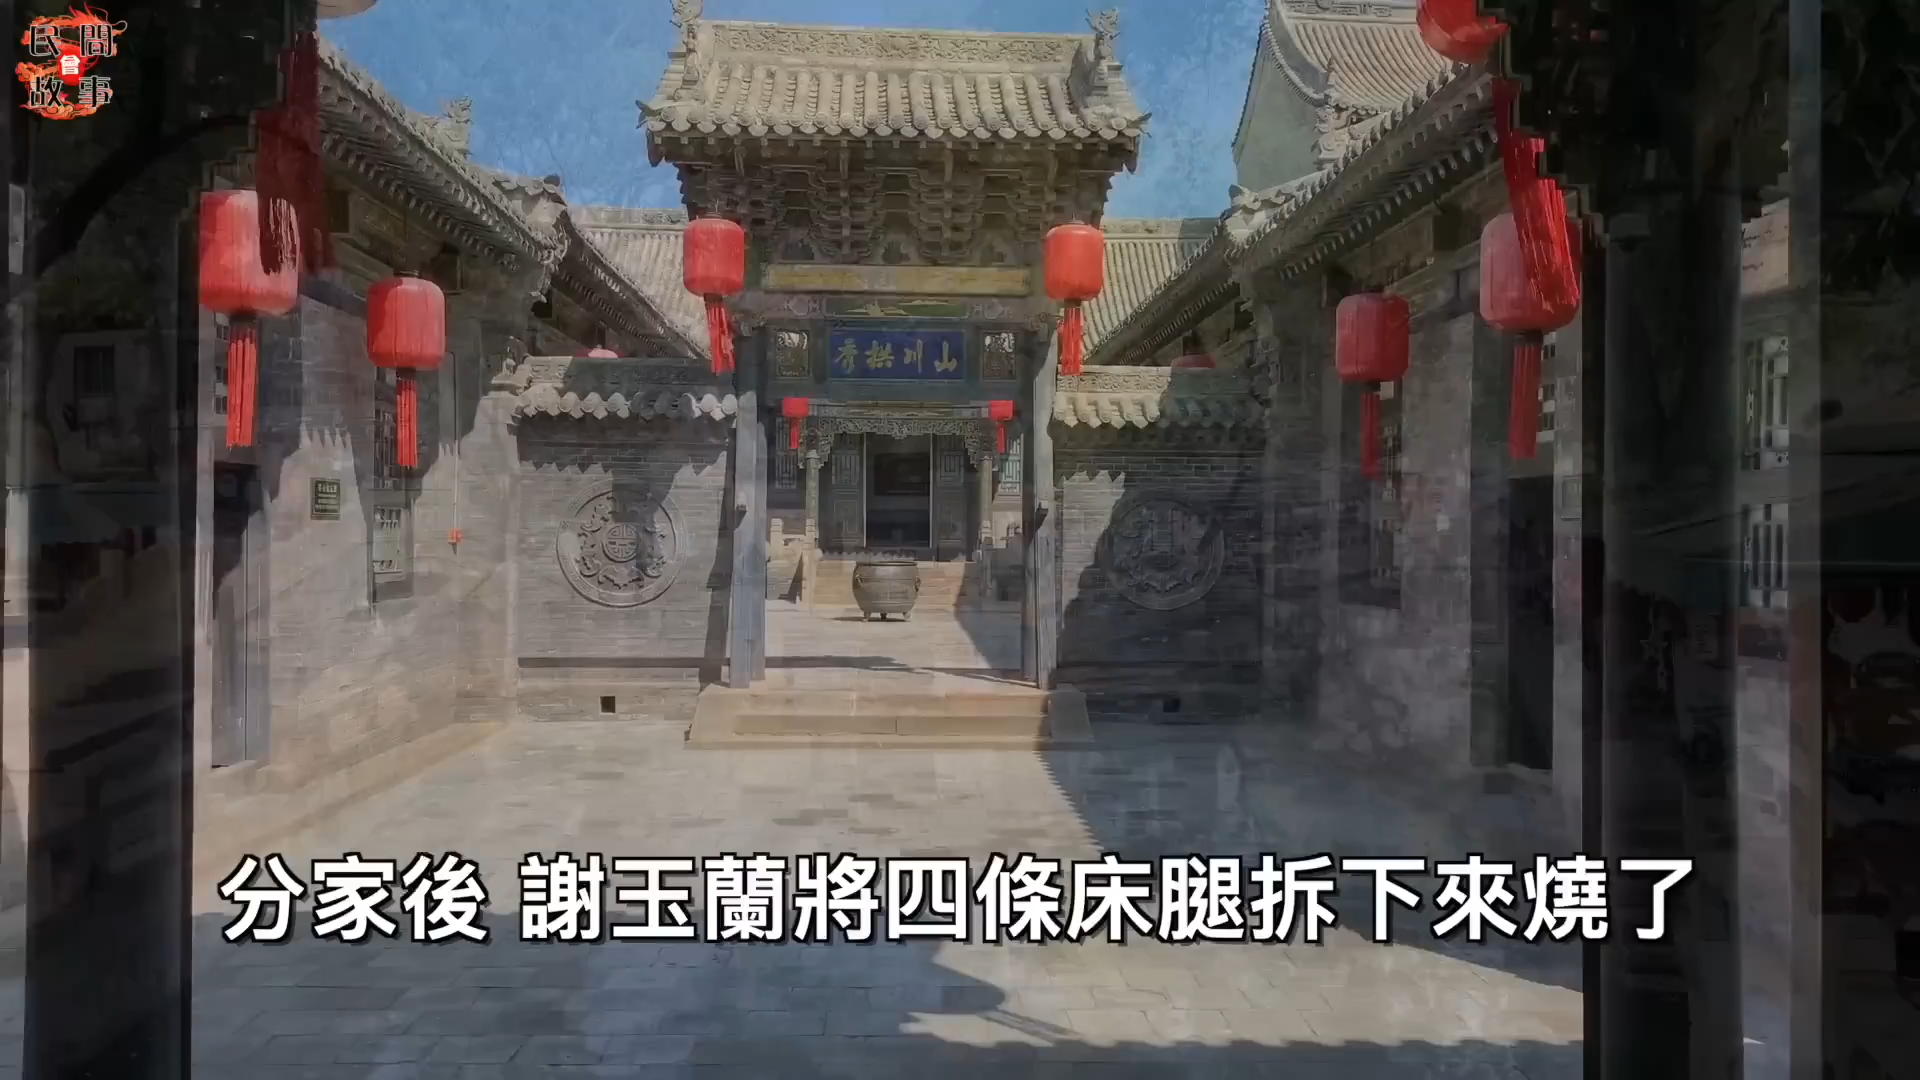 民間
會
故事
山川拱秀
分家後 謝玉蘭將四條床腿拆下來燒了